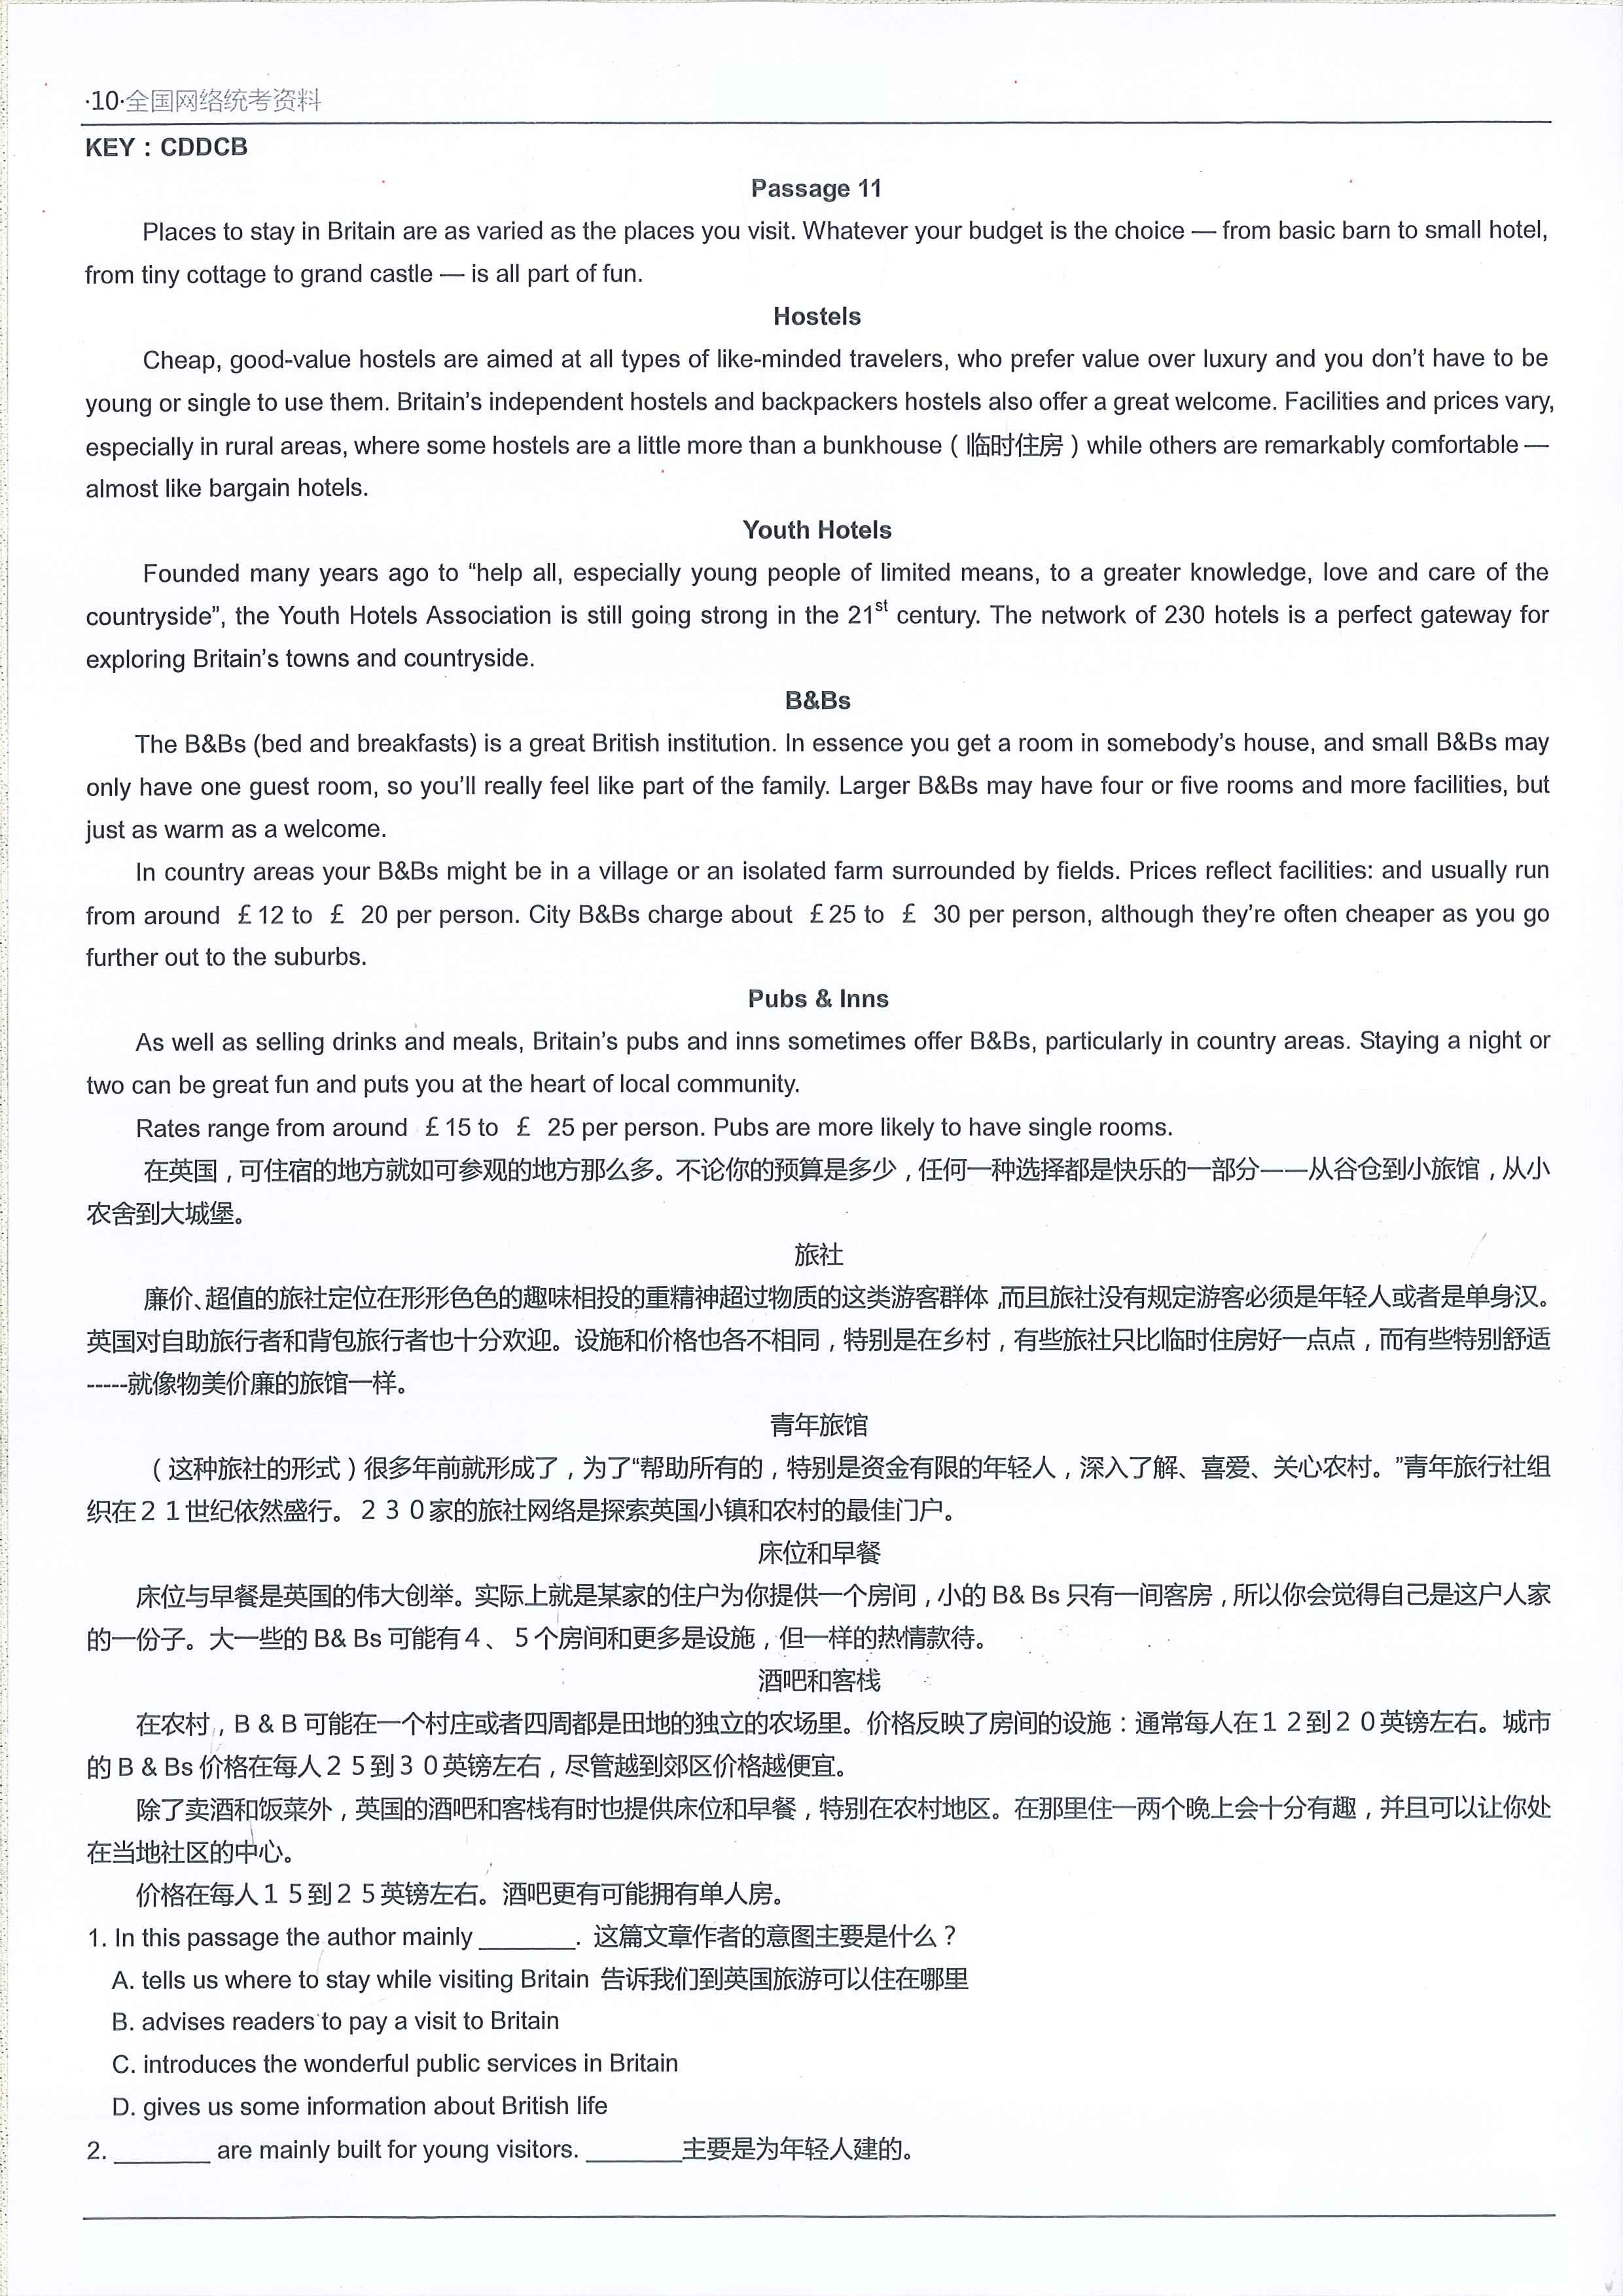 ·10·全国网络统考资料
KEY：CDDCB
Passage 11
Places to stay in Britain are as varied as the places you visit. Whatever your budget is the choice — from basic barn to small hotel,
from tiny cottage to grand castle — is all part of fun.
Hostels
Cheap, good-value hostels are aimed at all types of like-minded travelers, who prefer value over luxury and you don't have to be
young or single to use them. Britain's independent hostels and backpackers hostels also offer a great welcome. Facilities and prices vary,
especially in rural areas, where some hostels are a little more than a bunkhouse（临时住房）while others are remarkably comfortable —
almost like bargain hotels.
Youth Hotels
Founded many years ago to “help all, especially young people of limited means, to a greater knowledge, love and care of the
countryside”, the Youth Hotels Association is still going strong in the 21st century. The network of 230 hotels is a perfect gateway for
exploring Britain's towns and countryside.
B&Bs
The B&Bs (bed and breakfasts) is a great British institution. In essence you get a room in somebody's house, and small B&Bs may
only have one guest room, so you'll really feel like part of the family. Larger B&Bs may have four or five rooms and more facilities, but
just as warm as a welcome.
In country areas your B&Bs might be in a village or an isolated farm surrounded by fields. Prices reflect facilities: and usually run
from around ￡12 to ￡ 20 per person. City B&Bs charge about ￡25 to ￡ 30 per person, although they're often cheaper as you go
further out to the suburbs.
Pubs & Inns
As well as selling drinks and meals, Britain's pubs and inns sometimes offer B&Bs, particularly in country areas. Staying a night or
two can be great fun and puts you at the heart of local community.
Rates range from around ￡15 to ￡ 25 per person. Pubs are more likely to have single rooms.
在英国，可住宿的地方就如可参观的地方那么多。不论你的预算是多少，任何一种选择都是快乐的一部分——从谷仓到小旅馆，从小
农舍到大城堡。
旅社
廉价、超值的旅社定位在形形色色的趣味相投的重精神超过物质的这类游客群体，而且旅社没有规定游客必须是年轻人或者是单身汉。
英国对自助旅行者和背包旅行者也十分欢迎。设施和价格也各不相同，特别是在乡村，有些旅社只比临时住房好一点点，而有些特别舒适
-----就像物美价廉的旅馆一样。
青年旅馆
（这种旅社的形式）很多年前就形成了，为了“帮助所有的，特别是资金有限的年轻人，深入了解、喜爱、关心农村。”青年旅行社组
织在２１世纪依然盛行。２３０家的旅社网络是探索英国小镇和农村的最佳门户。
床位和早餐
床位与早餐是英国的伟大创举。实际上就是某家的住户为你提供一个房间，小的 B& Bs 只有一间客房，所以你会觉得自己是这户人家
的一份子。大一些的 B& Bs 可能有４、５个房间和更多是设施，但一样的热情款待。
酒吧和客栈
在农村，B & B 可能在一个村庄或者四周都是田地的独立的农场里。价格反映了房间的设施：通常每人在１２到２０英镑左右。城市
的 B & Bs 价格在每人２５到３０英镑左右，尽管越到郊区价格越便宜。
除了卖酒和饭菜外，英国的酒吧和客栈有时也提供床位和早餐，特别在农村地区。在那里住一两个晚上会十分有趣，并且可以让你处
在当地社区的中心。
价格在每人１５到２５英镑左右。酒吧更有可能拥有单人房。
1. In this passage the author mainly _______. 这篇文章作者的意图主要是什么？
A. tells us where to stay while visiting Britain 告诉我们到英国旅游可以住在哪里
B. advises readers to pay a visit to Britain
C. introduces the wonderful public services in Britain
D. gives us some information about British life
2. _______ are mainly built for young visitors. _______主要是为年轻人建的。